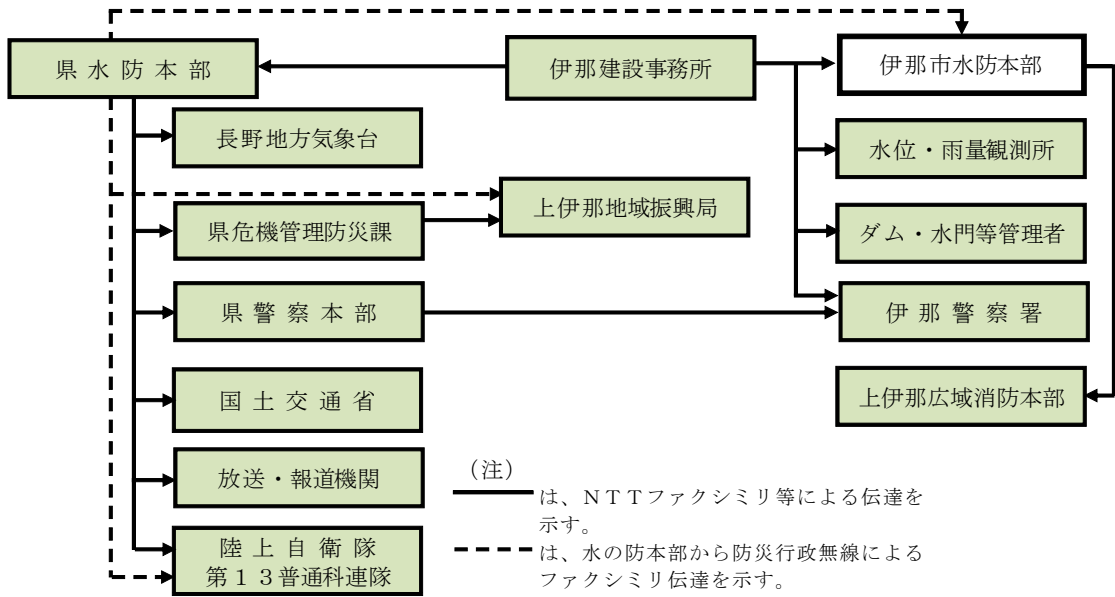 県水防本部
伊那建設事務所
伊那市水防本部
長野地方気象台
水位・雨量観測所
上伊那地域振興局
県危機管理防災課
ダム・水門等管理者
県警察本部
伊那警察署
国土交通省
上伊那広域消防本部
放送・報道機関
陸上自衛隊
第１３普通科連隊
（注）
は、ＮＴＴファクシミリ等による伝達を
示す。
は、水の防本部から防災行政無線による
ファクシミリ伝達を示す。